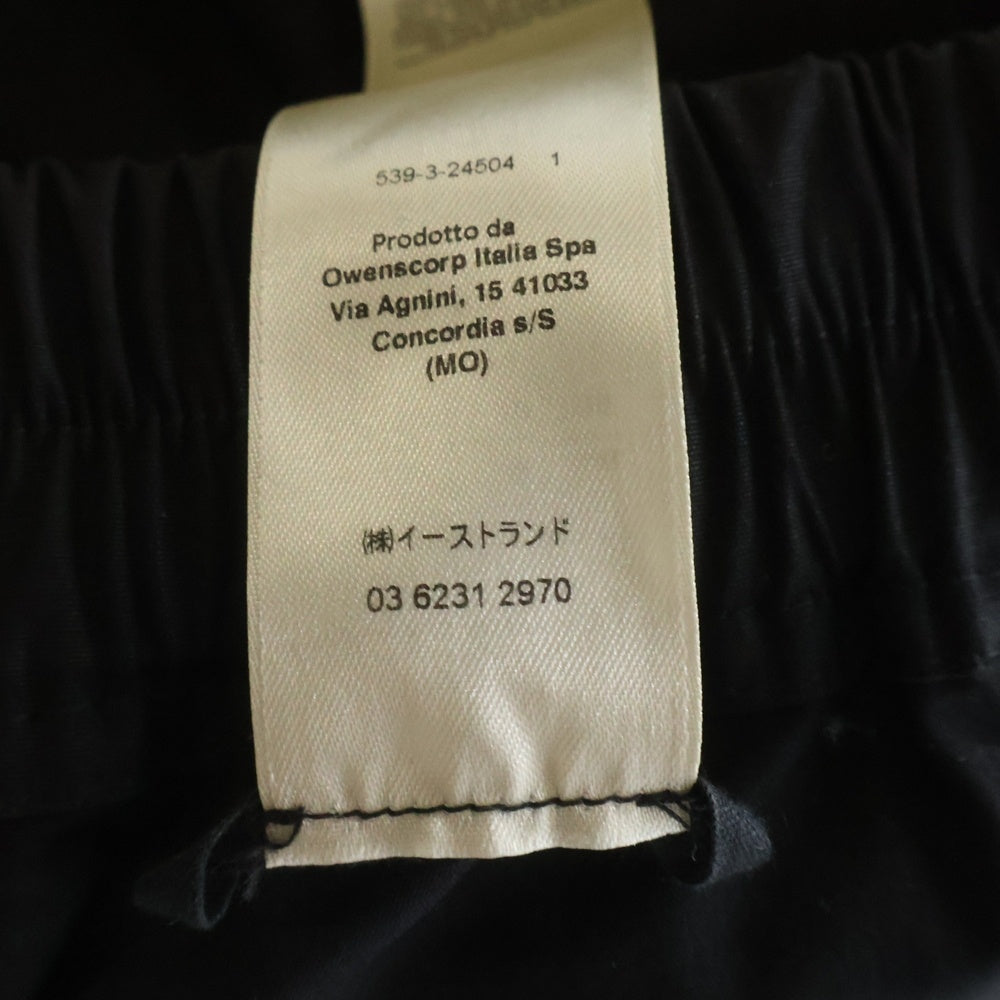 539-3-24504 1
Prodotto da
Owenscorp Italia Spa
Via Agnini, 15 41033
Concordia s/S
(MO)
㈱イーストランド
03 6231 2970